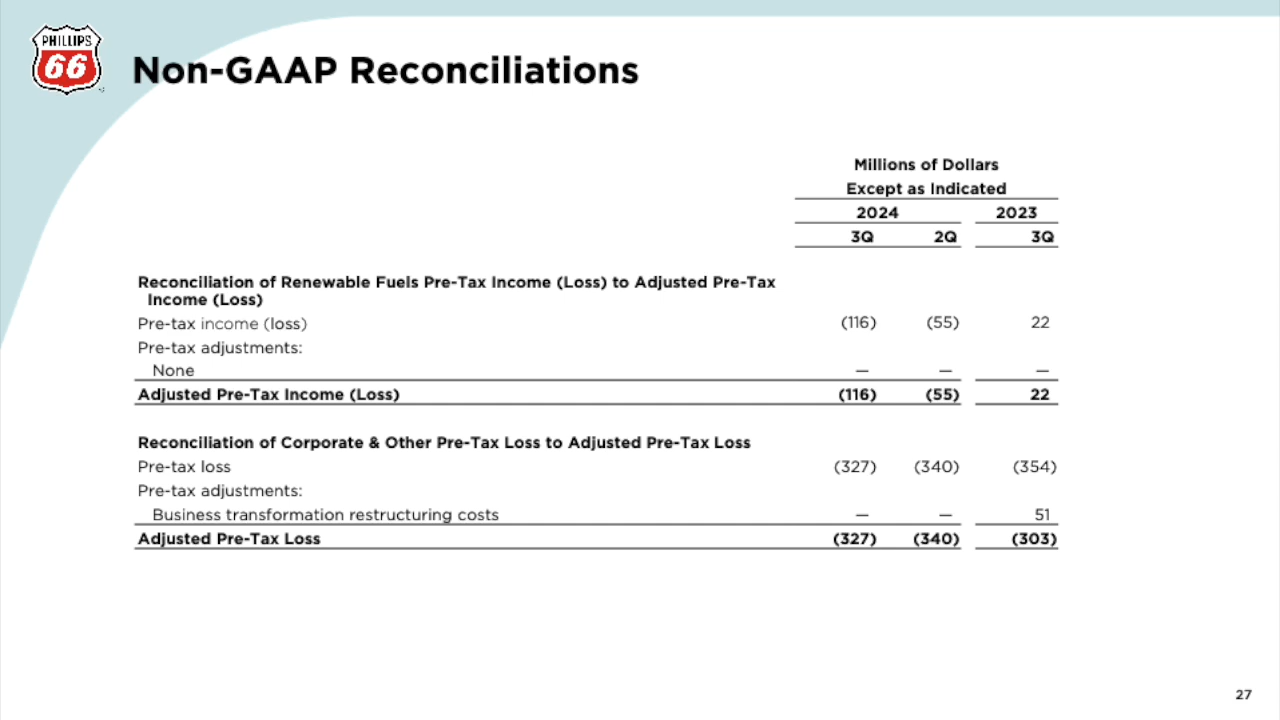 PHILLIPS
66
Non-GAAP Reconciliations
Millions of Dollars
Except as Indicated
2024 2023
3Q 2Q 3Q
Reconciliation of Renewable Fuels Pre-Tax Income (Loss) to Adjusted Pre-Tax
Income (Loss)
Pre-tax income (loss) (116) (55) 22
Pre-tax adjustments:
None — — —
Adjusted Pre-Tax Income (Loss) (116) (55) 22
Reconciliation of Corporate & Other Pre-Tax Loss to Adjusted Pre-Tax Loss
Pre-tax loss (327) (340) (354)
Pre-tax adjustments:
Business transformation restructuring costs — — 51
Adjusted Pre-Tax Loss (327) (340) (303)
27